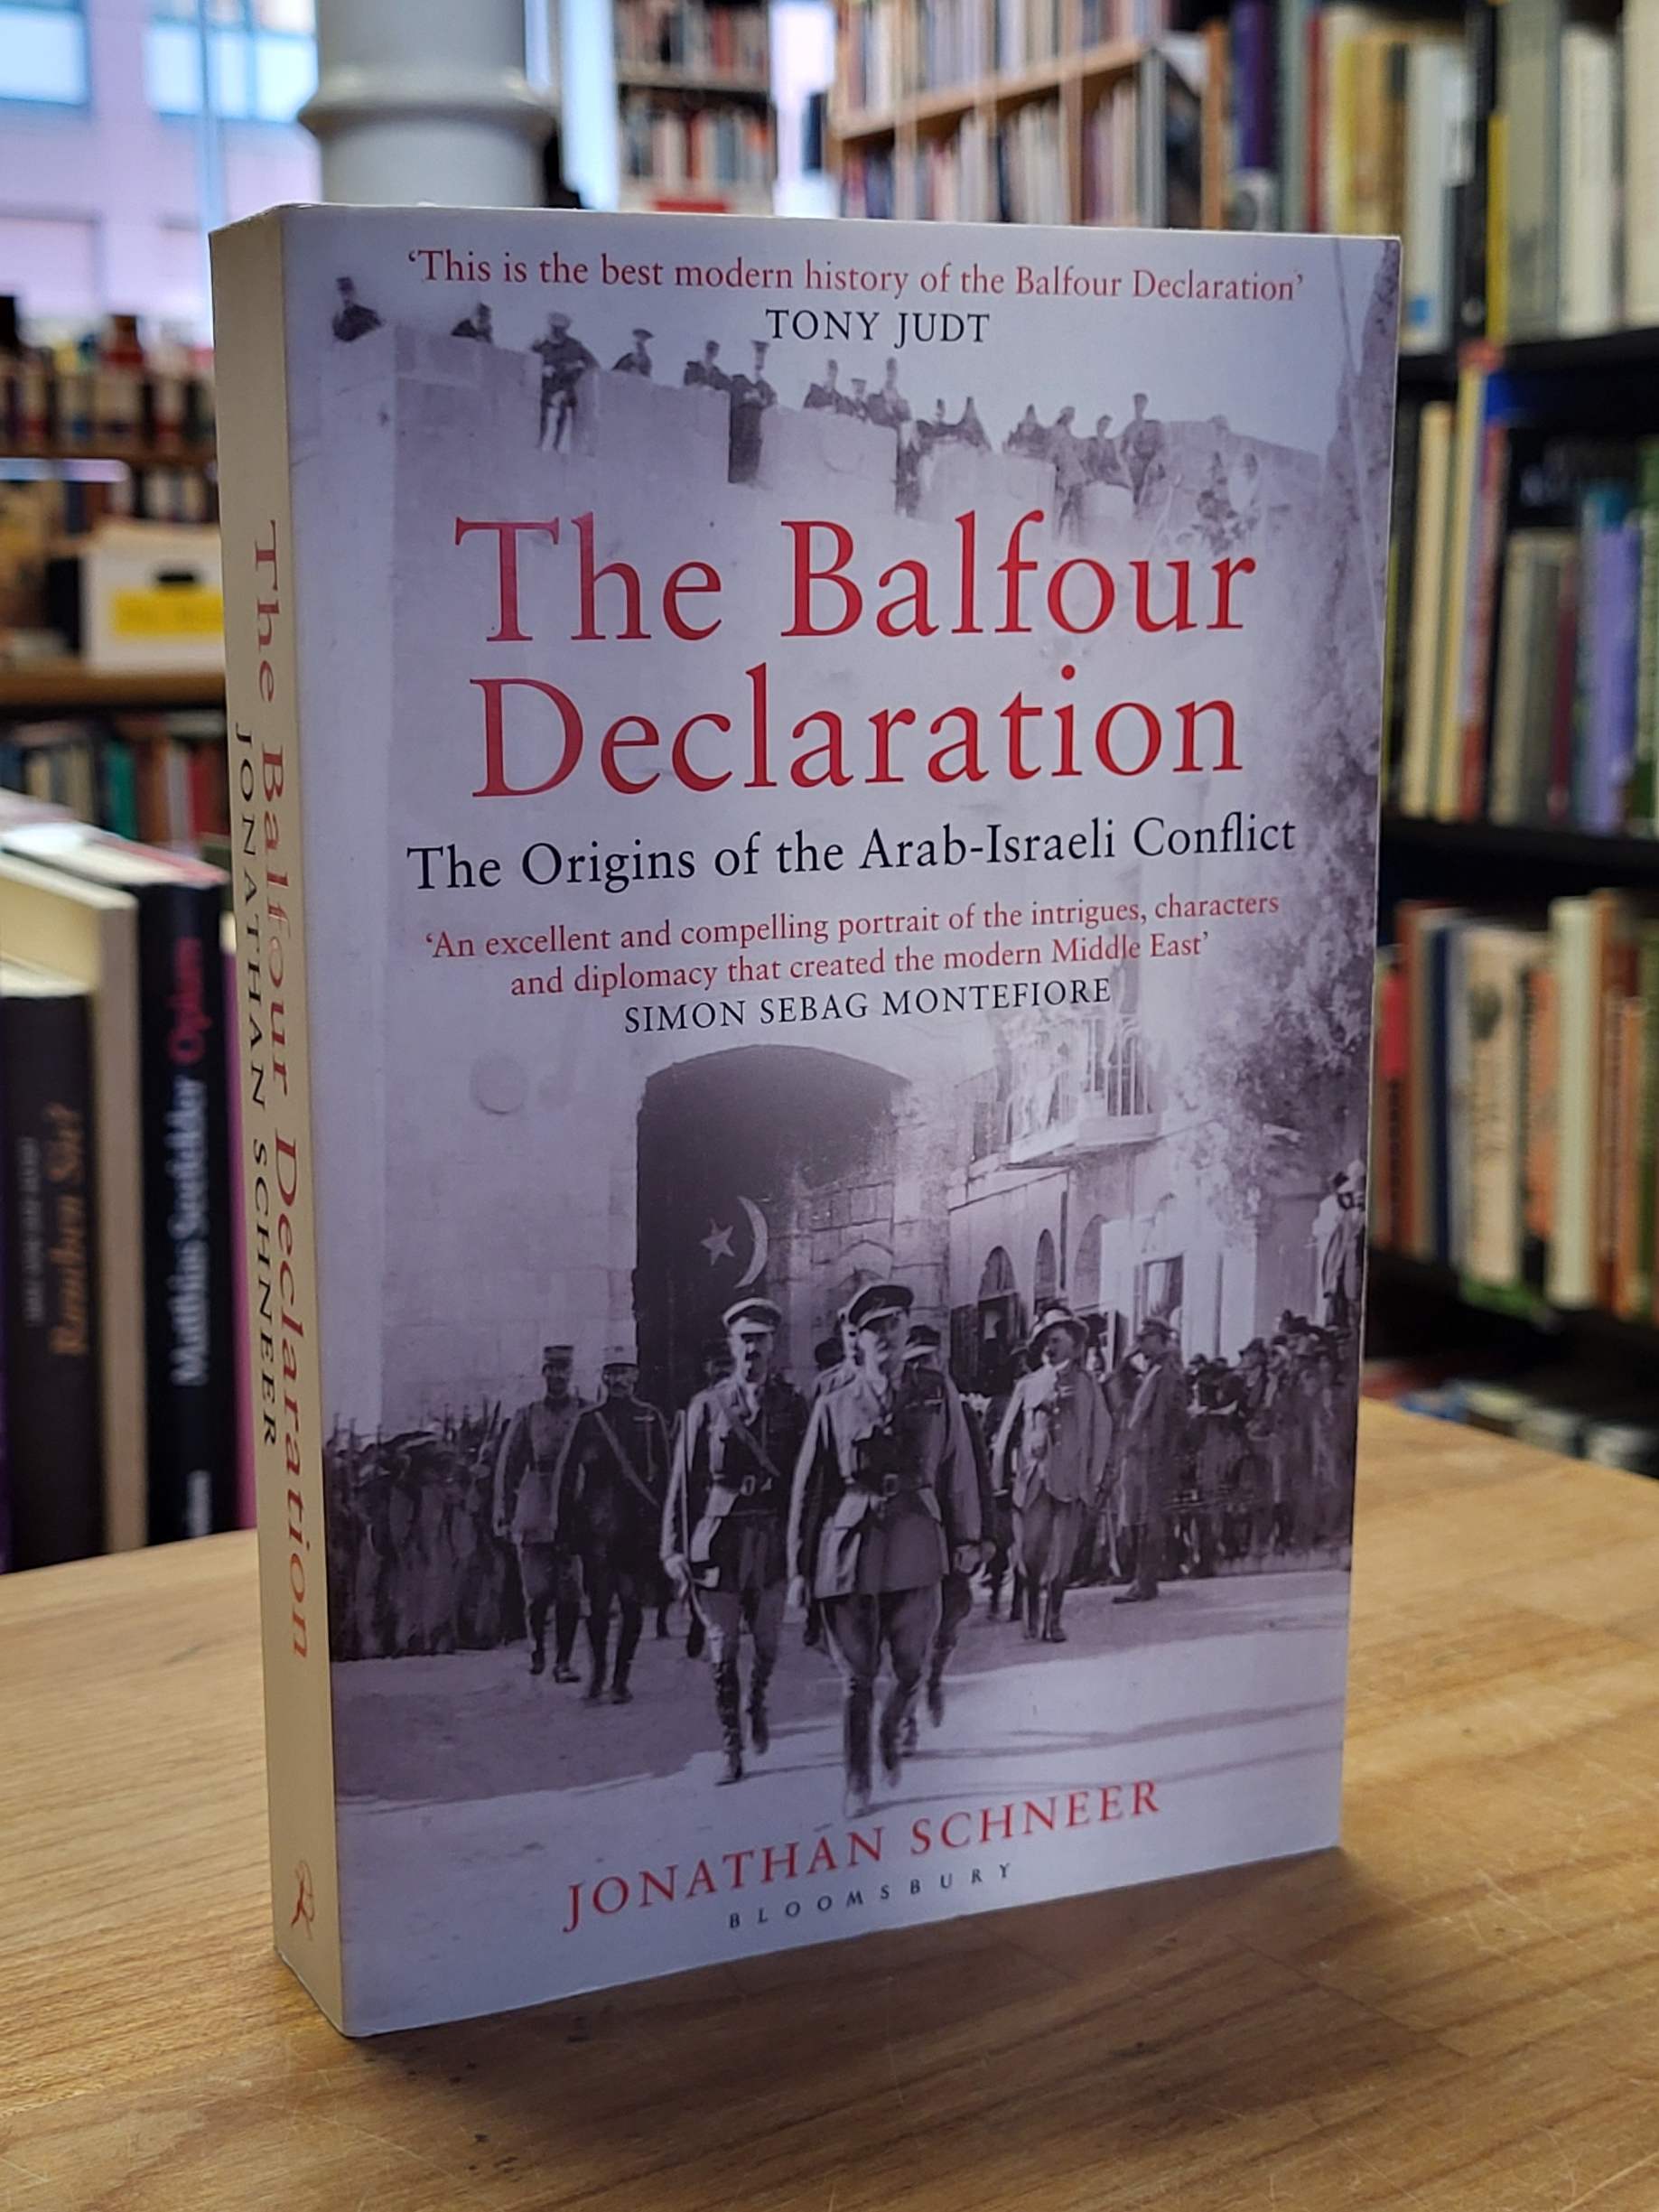 ‘This is the best modern history of the Balfour Declaration’
TONY JUDT
The Balfour
Declaration
The Origins of the Arab-Israeli Conflict
‘An excellent and compelling portrait of the intrigues, characters
and diplomacy that created the modern Middle East’
SIMON SEBAG MONTEFIORE
JONATHAN SCHNEER
BLOOMSBURY
The Balfour Declaration
JONATHAN SCHNEER
Opium